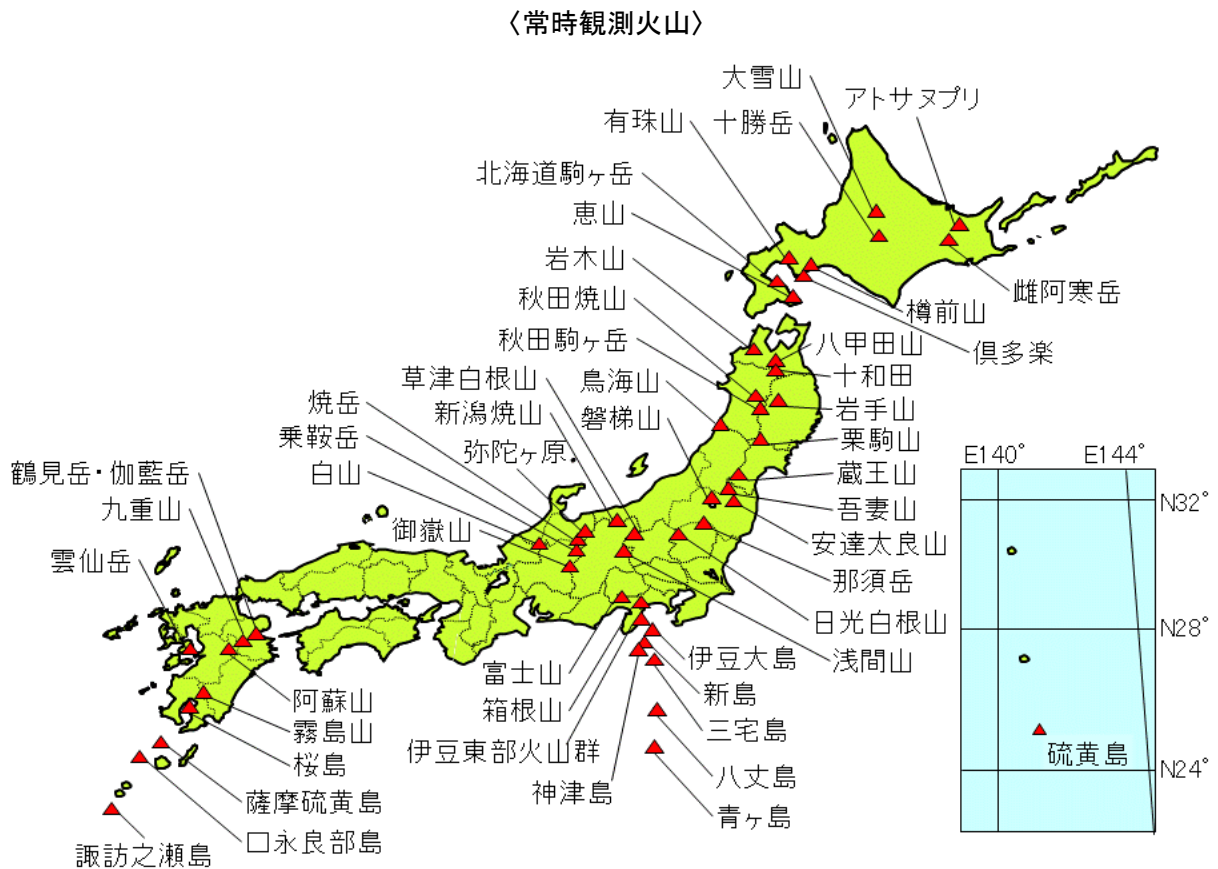 〈常時観測火山〉
大雪山
アトサヌプリ
有珠山
十勝岳
北海道駒ヶ岳
恵山
岩木山
秋田焼山
秋田駒ヶ岳
雌阿寒岳
樽前山
倶多楽
八甲田山
十和田
岩手山
栗駒山
草津白根山
鳥海山
新潟焼山
磐梯山
焼岳
乗鞍岳
弥陀ヶ原
白山
御嶽山
鶴見岳・伽藍岳
九重山
雲仙岳
蔵王山
吾妻山
安達太良山
那須岳
日光白根山
浅間山
富士山
箱根山
伊豆東部火山群
伊豆大島
新島
三宅島
神津島
八丈島
青ヶ島
阿蘇山
霧島山
桜島
薩摩硫黄島
口永良部島
諏訪之瀬島
E140°
E144°
N32°
N28°
硫黄島
N24°